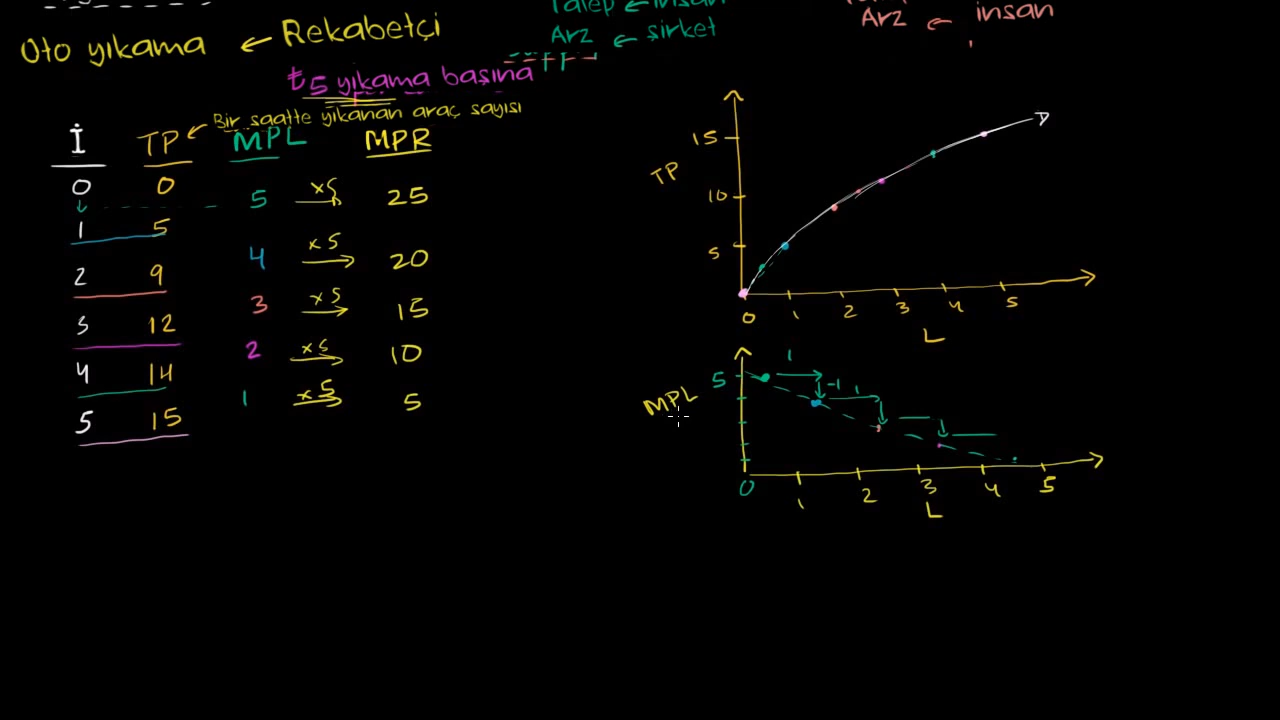 Talep ← insan
Arz ← şirket
Arz ← insan
Oto yıkama ← Rekabetçi
₺5 yıkama başına
Bir saatte yıkanan araç sayısı
İ TP MPL MPR
0 0
5 ×5 25
1 5
4 ×5 20
2 9
3 ×5 15
3 12
2 ×5 10
4 14
1 ×5 5
5 15
15
TP
10
5
0 1 2 3 4 5
L
MPL
5
1
-1
1
0 1 2 3 4 5
L